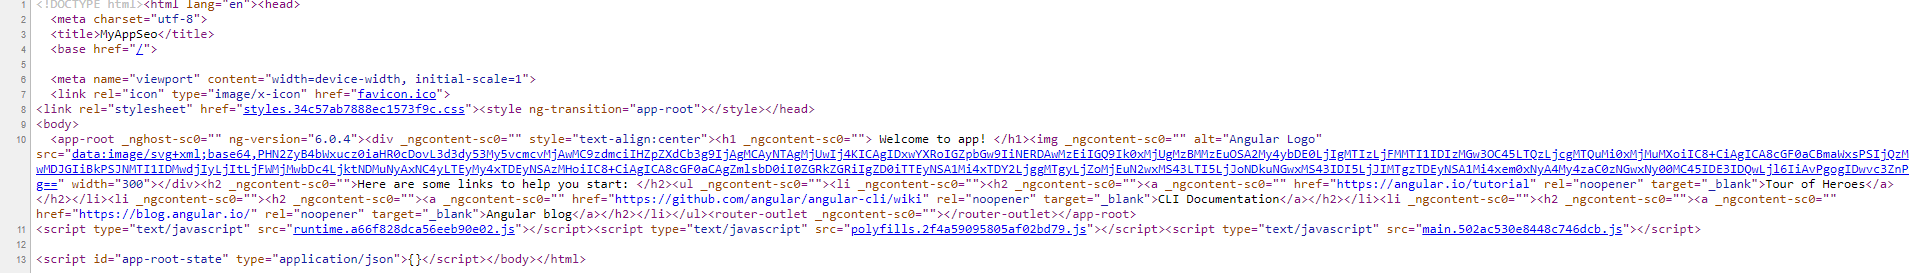 1 <!DOCTYPE html><html lang="en"><head>
2 <meta charset="utf-8">
3 <title>MyAppSeo</title>
4 <base href="/">
5
6 <meta name="viewport" content="width=device-width, initial-scale=1">
7 <link rel="icon" type="image/x-icon" href="favicon.ico">
8 <link rel="stylesheet" href="styles.34c57ab7888ec1573f9c.css"><style ng-transition="app-root"></style></head>
9 <body>
10 <app-root _nghost-sc0="" ng-version="6.0.4"><div _ngcontent-sc0="" style="text-align:center"><h1 _ngcontent-sc0=""> Welcome to app! </h1><img _ngcontent-sc0="" alt="Angular Logo"
src="data:image/svg+xml;base64,PHN2ZyB4bWxucz0iaHR0cDovL3d3dy53My5vcmcvMjAwMC9zdmciIHZpZXdCb3g9IjAgMCAyNTAgMjUwIj4KICAgIDxwYXRoIGZpbGw9IiNERDAwMzEiIGQ9Ik0xMjUgMzBMMzEuOSA2My4ybDE0LjIgMTIzLjFMMTI1IDIzMGw3OC45LTQzLjcgMTQuMi0xMjMuMXoiIC8+CiAgICA8cGF0aCBmaWxsPSIjQzM
wMDJGIiBkPSJNMTI1IDMwdjIyLjItLjFWMjMwbDc4LjktNDMuNyAxNC4yLTEyMy4xTDEyNSAzMHoiIC8+CiAgICA8cGF0aCAgZmlsbD0iI0ZGRkZGRiIgZD0iTTEyNSA1Mi4xTDY2LjggMTgyLjZoMjEuN2wxMS43LTI5LjJoNDkuNGwxMS43IDI5LjJIMTgzTDEyNSA1Mi4xem0xNyA4My4zaC0zNGwxNy00MC45IDE3IDQwLjl6IiAvPgogIDwvc3ZnP
g==" width="300"></div><h2 _ngcontent-sc0="">Here are some links to help you start: </h2><ul _ngcontent-sc0=""><li _ngcontent-sc0=""><h2 _ngcontent-sc0=""><a _ngcontent-sc0="" href="https://angular.io/tutorial" rel="noopener" target="_blank">Tour of Heroes</a>
</h2></li><li _ngcontent-sc0=""><h2 _ngcontent-sc0=""><a _ngcontent-sc0="" href="https://github.com/angular/angular-cli/wiki" rel="noopener" target="_blank">CLI Documentation</a></h2></li><li _ngcontent-sc0=""><h2 _ngcontent-sc0=""><a _ngcontent-sc0=""
href="https://blog.angular.io/" rel="noopener" target="_blank">Angular blog</a></h2></li></ul><router-outlet _ngcontent-sc0=""></router-outlet></app-root>
11 <script type="text/javascript" src="runtime.a66f828dca56eeb90e02.js"></script><script type="text/javascript" src="polyfills.2f4a59095805af02bd79.js"></script><script type="text/javascript" src="main.502ac530e8448c746dcb.js"></script>
12
13 <script id="app-root-state" type="application/json">{}</script></body></html>